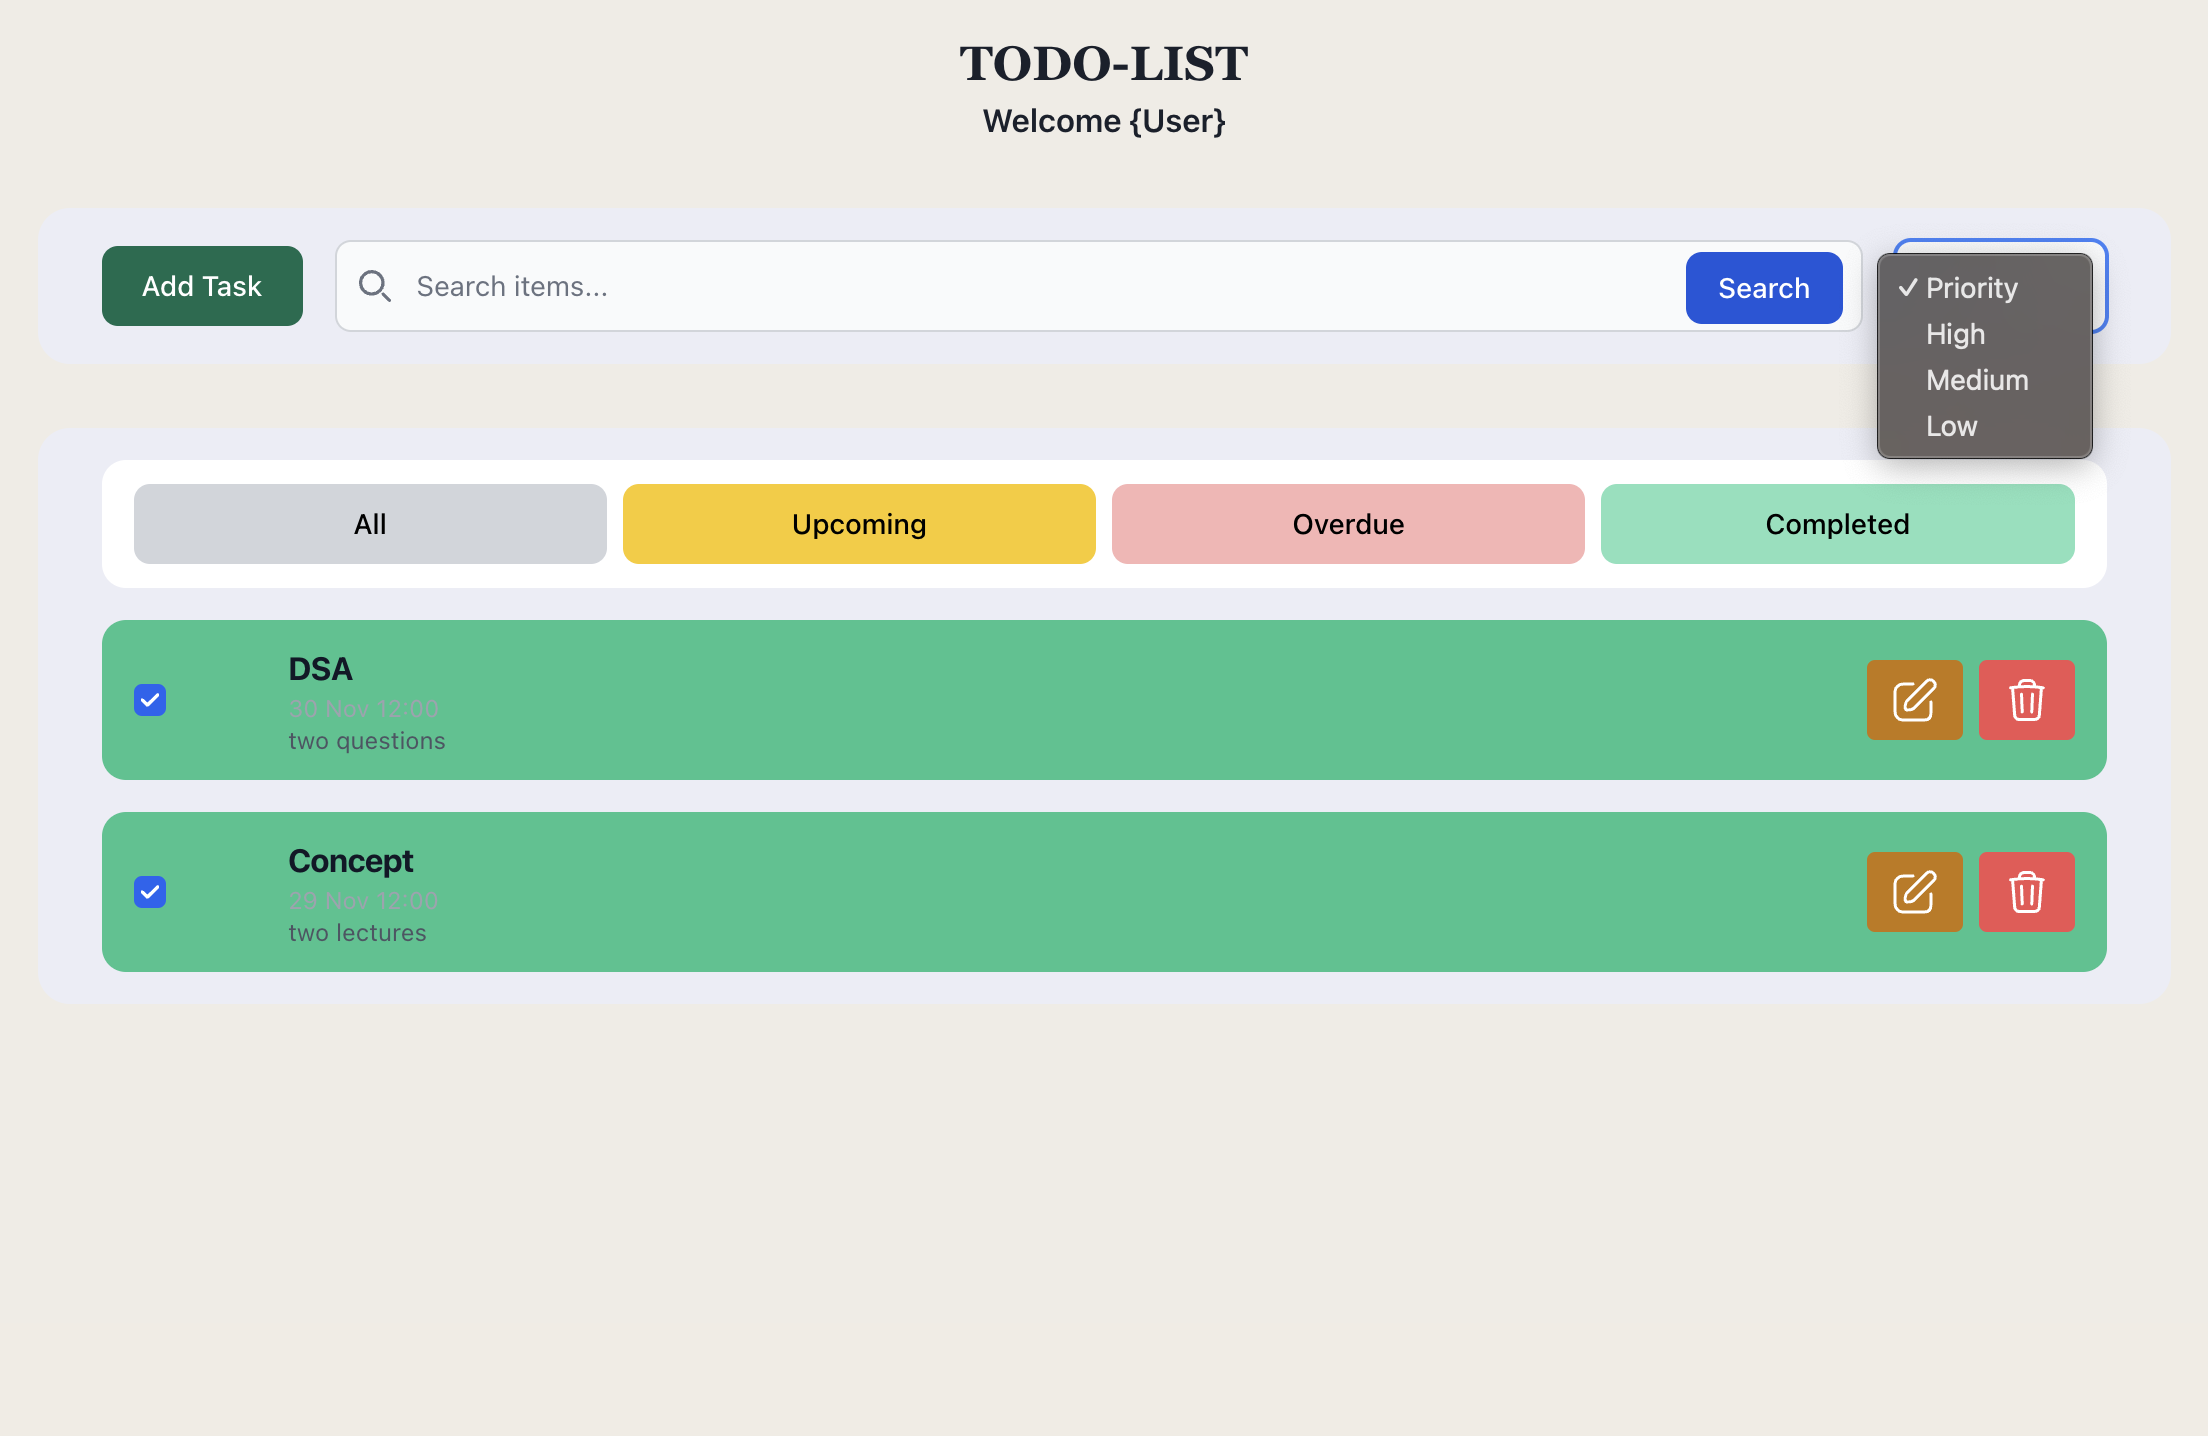 TODO-LIST
Welcome {User}
Add Task
Search items...
Search
Priority
High
Medium
Low
All
Upcoming
Overdue
Completed
DSA
30 Nov 12:00
two questions
Concept
29 Nov 12:00
two lectures